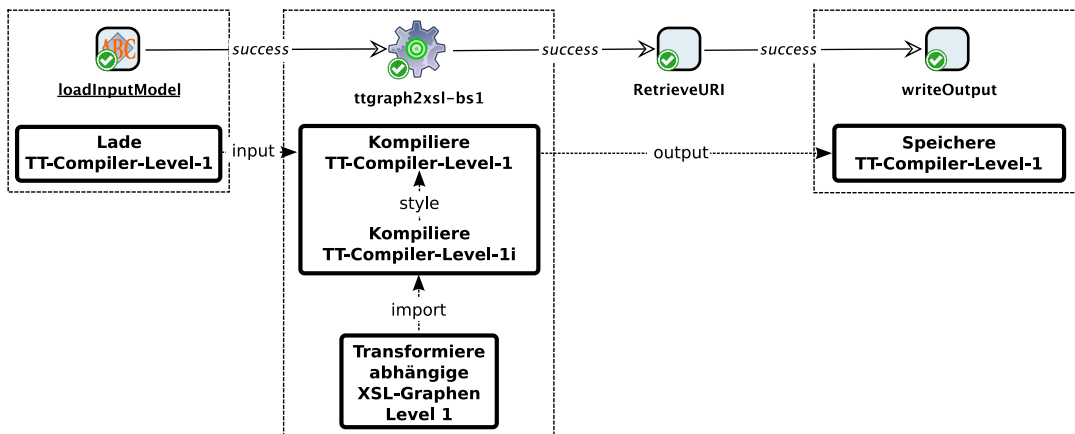 ABC
success
success
success
loadInputModel
ttgraph2xsl-bs1
RetrieveURI
writeOutput
Lade
TT-Compiler-Level-1
input
Kompiliere
TT-Compiler-Level-1
style
Kompiliere
TT-Compiler-Level-1i
output
Speichere
TT-Compiler-Level-1
import
Transformiere
abhängige
XSL-Graphen
Level 1